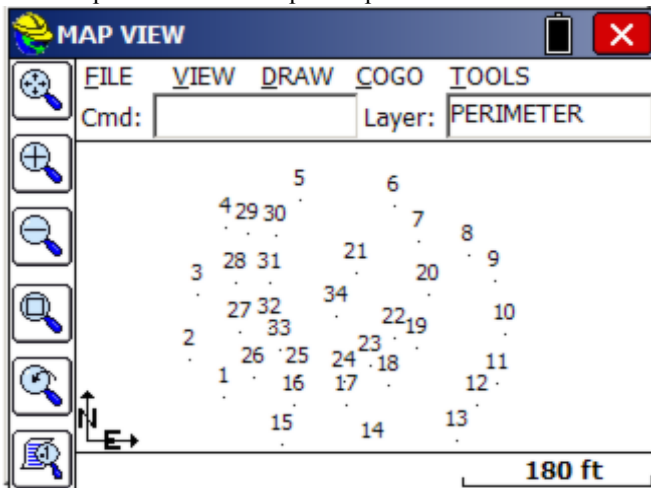 MAP VIEW
FILE VIEW DRAW COGO TOOLS
Cmd: Layer: PERIMETER
5 6
4 29 30 7
8
21 9
28 31 20
3
34
27 32 22 19 10
33
2 23
26 25 24 18 11
1 16 17 12
15 14 13
N
E
180 ft